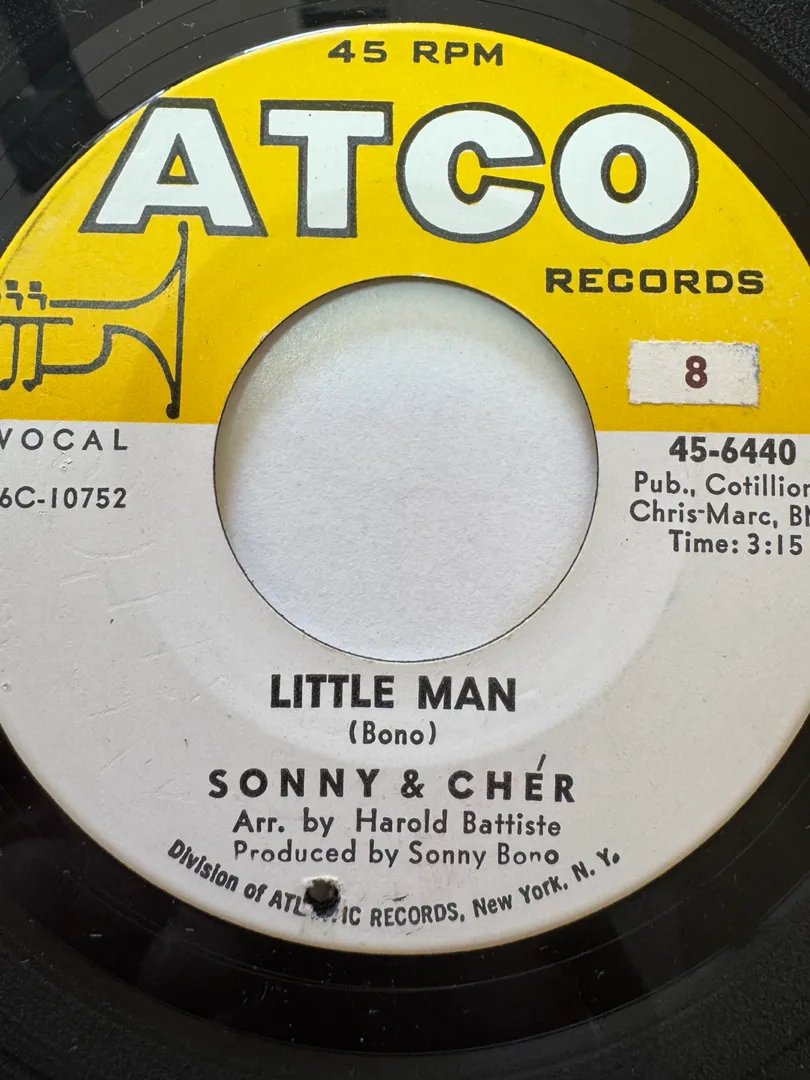 45 RPM
ATCO
RECORDS
8
VOCAL
6C-10752
45-6440
Pub., Cotillion
Chris-Marc, BM
Time: 3:15
LITTLE MAN
(Bono)
SONNY & CHÉR
Arr. by Harold Battiste
Produced by Sonny Bono
Division of ATL IC RECORDS, New York, N. Y.